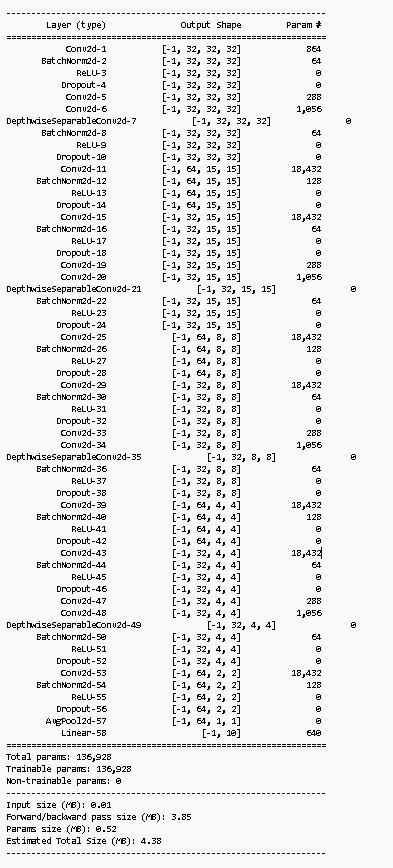 ----------------------------------------------------------------
Layer (type) Output Shape Param #
================================================================
Conv2d-1 [-1, 32, 32, 32] 864
BatchNorm2d-2 [-1, 32, 32, 32] 64
ReLU-3 [-1, 32, 32, 32] 0
Dropout-4 [-1, 32, 32, 32] 0
Conv2d-5 [-1, 32, 32, 32] 288
Conv2d-6 [-1, 32, 32, 32] 1,056
DepthwiseSeparableConv2d-7 [-1, 32, 32, 32] 0
BatchNorm2d-8 [-1, 32, 32, 32] 64
ReLU-9 [-1, 32, 32, 32] 0
Dropout-10 [-1, 32, 32, 32] 0
Conv2d-11 [-1, 64, 15, 15] 18,432
BatchNorm2d-12 [-1, 64, 15, 15] 128
ReLU-13 [-1, 64, 15, 15] 0
Dropout-14 [-1, 64, 15, 15] 0
Conv2d-15 [-1, 32, 15, 15] 18,432
BatchNorm2d-16 [-1, 32, 15, 15] 64
ReLU-17 [-1, 32, 15, 15] 0
Dropout-18 [-1, 32, 15, 15] 0
Conv2d-19 [-1, 32, 15, 15] 288
Conv2d-20 [-1, 32, 15, 15] 1,056
DepthwiseSeparableConv2d-21 [-1, 32, 15, 15] 0
BatchNorm2d-22 [-1, 32, 15, 15] 64
ReLU-23 [-1, 32, 15, 15] 0
Dropout-24 [-1, 32, 15, 15] 0
Conv2d-25 [-1, 64, 8, 8] 18,432
BatchNorm2d-26 [-1, 64, 8, 8] 128
ReLU-27 [-1, 64, 8, 8] 0
Dropout-28 [-1, 64, 8, 8] 0
Conv2d-29 [-1, 32, 8, 8] 18,432
BatchNorm2d-30 [-1, 32, 8, 8] 64
ReLU-31 [-1, 32, 8, 8] 0
Dropout-32 [-1, 32, 8, 8] 0
Conv2d-33 [-1, 32, 8, 8] 288
Conv2d-34 [-1, 32, 8, 8] 1,056
DepthwiseSeparableConv2d-35 [-1, 32, 8, 8] 0
BatchNorm2d-36 [-1, 32, 8, 8] 64
ReLU-37 [-1, 32, 8, 8] 0
Dropout-38 [-1, 32, 8, 8] 0
Conv2d-39 [-1, 64, 4, 4] 18,432
BatchNorm2d-40 [-1, 64, 4, 4] 128
ReLU-41 [-1, 64, 4, 4] 0
Dropout-42 [-1, 64, 4, 4] 0
Conv2d-43 [-1, 32, 4, 4] 18,432
BatchNorm2d-44 [-1, 32, 4, 4] 64
ReLU-45 [-1, 32, 4, 4] 0
Dropout-46 [-1, 32, 4, 4] 0
Conv2d-47 [-1, 32, 4, 4] 288
Conv2d-48 [-1, 32, 4, 4] 1,056
DepthwiseSeparableConv2d-49 [-1, 32, 4, 4] 0
BatchNorm2d-50 [-1, 32, 4, 4] 64
ReLU-51 [-1, 32, 4, 4] 0
Dropout-52 [-1, 32, 4, 4] 0
Conv2d-53 [-1, 64, 2, 2] 18,432
BatchNorm2d-54 [-1, 64, 2, 2] 128
ReLU-55 [-1, 64, 2, 2] 0
Dropout-56 [-1, 64, 2, 2] 0
AvgPool2d-57 [-1, 64, 1, 1] 0
Linear-58 [-1, 10] 640
================================================================
Total params: 136,928
Trainable params: 136,928
Non-trainable params: 0
----------------------------------------------------------------
Input size (MB): 0.01
Forward/backward pass size (MB): 3.85
Params size (MB): 0.52
Estimated Total Size (MB): 4.38
----------------------------------------------------------------